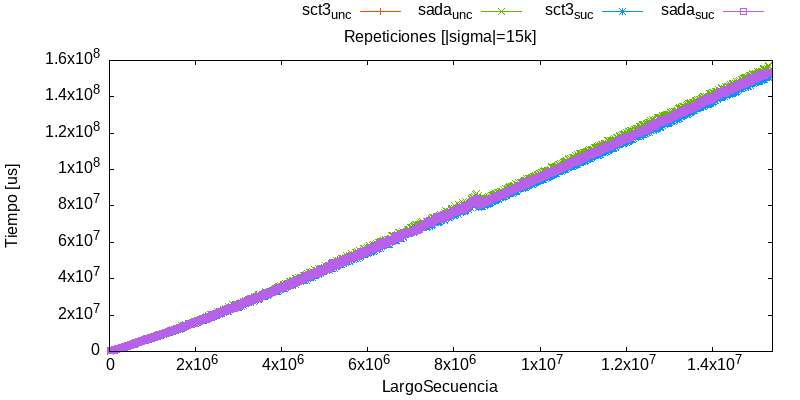 sct3unc sadaunc sct3suc sadasuc
Repeticiones [|sigma|=15k]
1.6x10^8
1.4x10^8
1.2x10^8
1x10^8
8x10^7
6x10^7
4x10^7
2x10^7
0
Tiempo [us]
0 2x10^6 4x10^6 6x10^6 8x10^6 1x10^7 1.2x10^7 1.4x10^7
LargoSecuencia